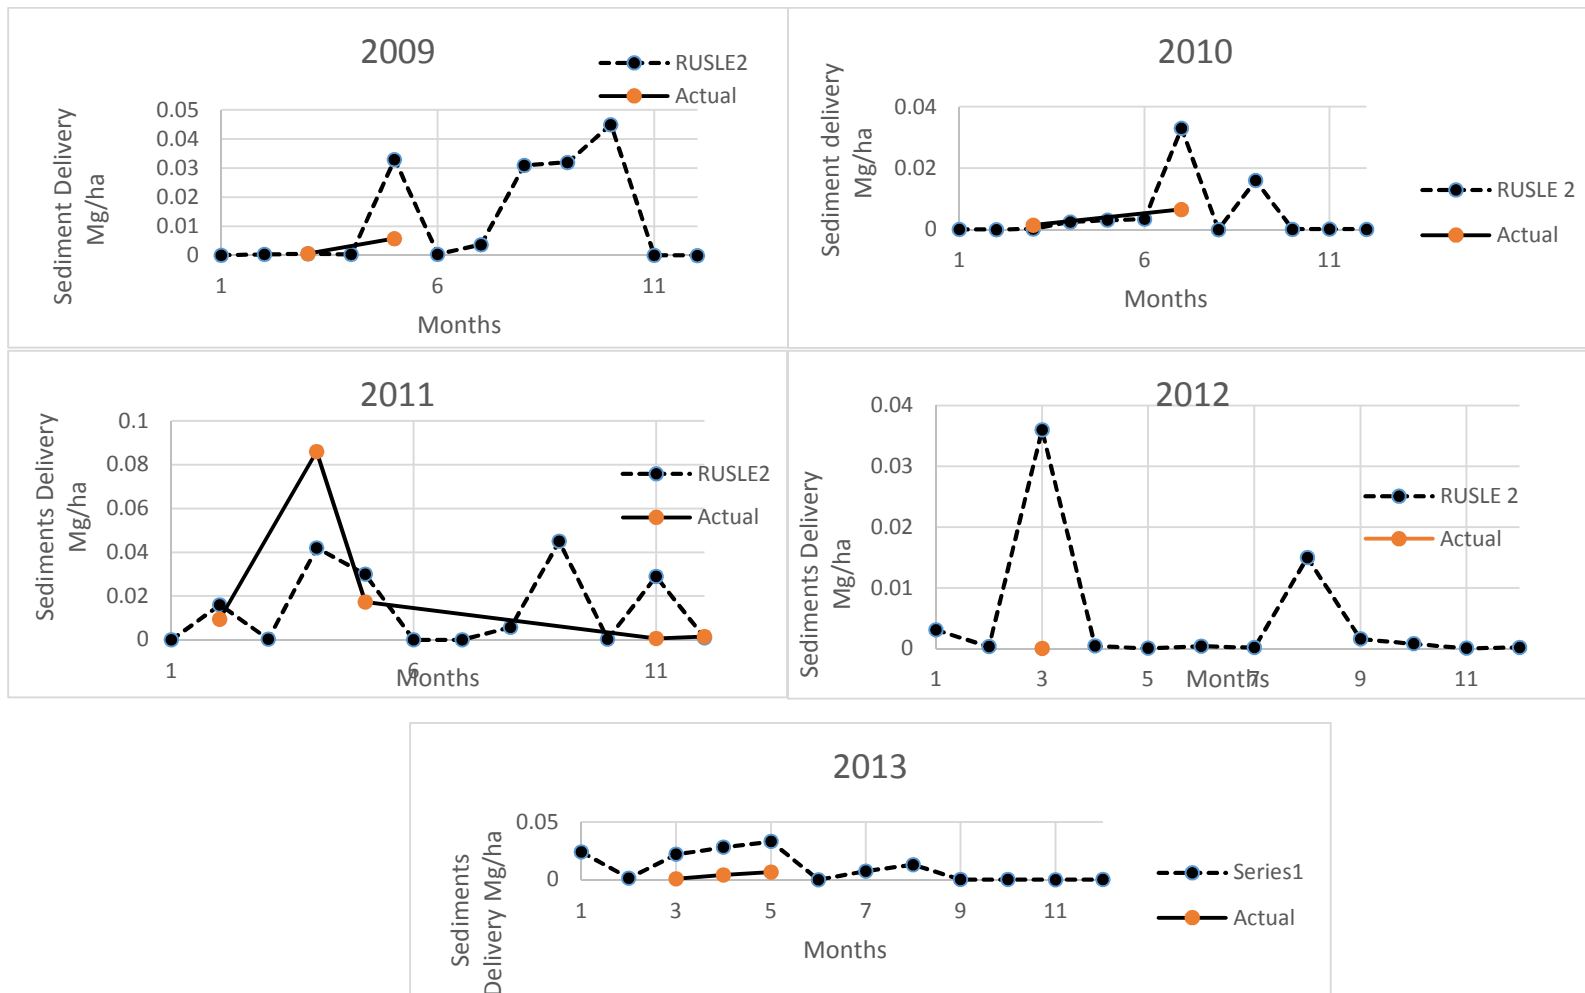 2009
RUSLE2
Actual
Sediment Delivery
Mg/ha
0.05
0.04
0.03
0.02
0.01
0
1 6 11
Months
2010
Sediment delivery
Mg/ha
0.04
0.02
0
1 6 11
Months
RUSLE 2
Actual
2011
Sediments Delivery
Mg/ha
0.1
0.08
0.06
0.04
0.02
0
1 6 11
Months
RUSLE2
Actual
2012
Sediments Delivery
Mg/ha
0.04
0.03
0.02
0.01
0
1 3 5 7 9 11
Months
RUSLE 2
Actual
2013
Sediments
Delivery Mg/ha
0.05
0
1 3 5 7 9 11
Months
Series1
Actual